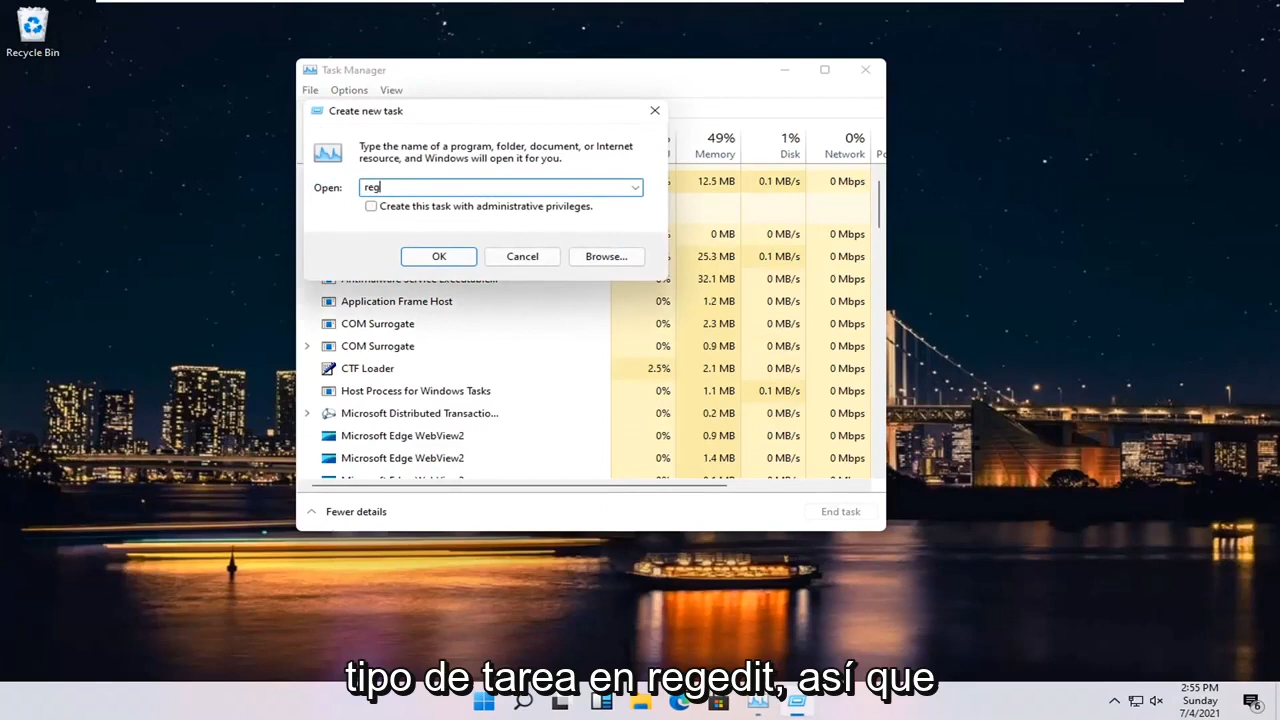 Recycle Bin
Task Manager
File Options View
Create new task
Type the name of a program, folder, document, or Internet
resource, and Windows will open it for you.
Open: reg
Create this task with administrative privileges.
OK Cancel Browse...
49% 1% 0%
Memory Disk Network
12.5 MB 0.1 MB/s 0 Mbps
0 MB 0 MB/s 0 Mbps
25.3 MB 0.1 MB/s 0 Mbps
32.1 MB 0 MB/s 0 Mbps
Application Frame Host 0% 1.2 MB 0 MB/s 0 Mbps
COM Surrogate 0% 2.3 MB 0 MB/s 0 Mbps
COM Surrogate 0% 0.9 MB 0 MB/s 0 Mbps
CTF Loader 2.5% 2.1 MB 0 MB/s 0 Mbps
Host Process for Windows Tasks 0% 1.1 MB 0.1 MB/s 0 Mbps
Microsoft Distributed Transactio... 0% 0.2 MB 0 MB/s 0 Mbps
Microsoft Edge WebView2 0% 0.9 MB 0 MB/s 0 Mbps
Microsoft Edge WebView2 0% 1.4 MB 0 MB/s 0 Mbps
Fewer details End task
tipo de tarea en regedit, así que
2:55 PM
Sunday
7/4/2021
6